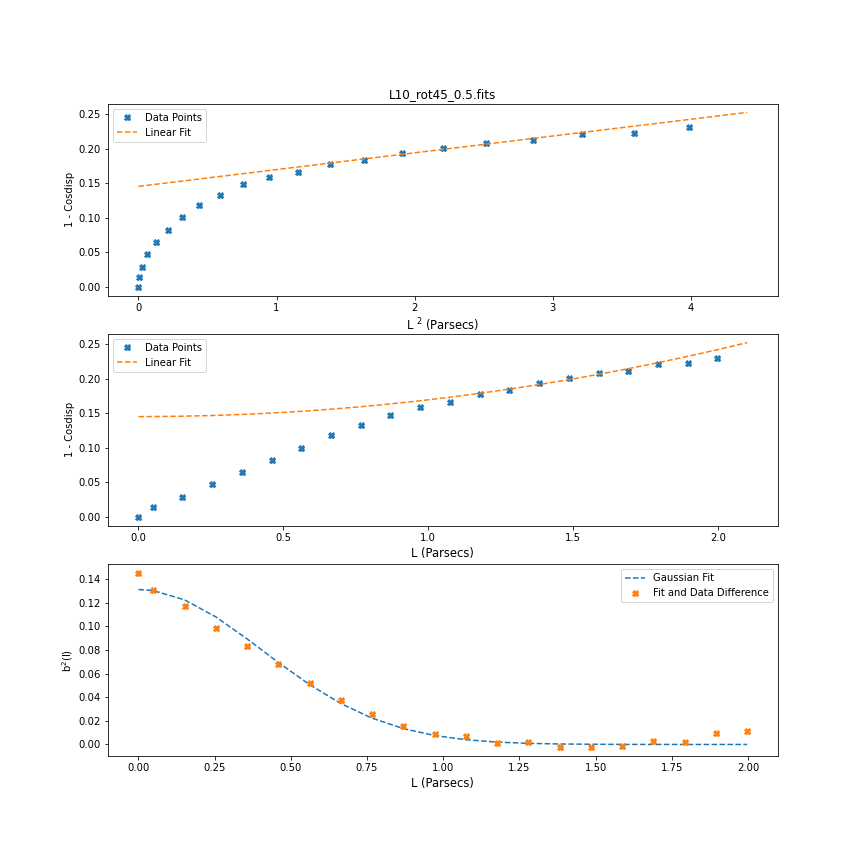 L10_rot45_0.5.fits
0.25
0.20
0.15
0.10
0.05
0.00
1 - Cosdisp
Data Points
Linear Fit
0 1 2 3 4
L ² (Parsecs)
0.25
0.20
0.15
0.10
0.05
0.00
1 - Cosdisp
Data Points
Linear Fit
0.0 0.5 1.0 1.5 2.0
L (Parsecs)
0.14
0.12
0.10
0.08
0.06
0.04
0.02
0.00
b²(l)
Gaussian Fit
Fit and Data Difference
0.00 0.25 0.50 0.75 1.00 1.25 1.50 1.75 2.00
L (Parsecs)